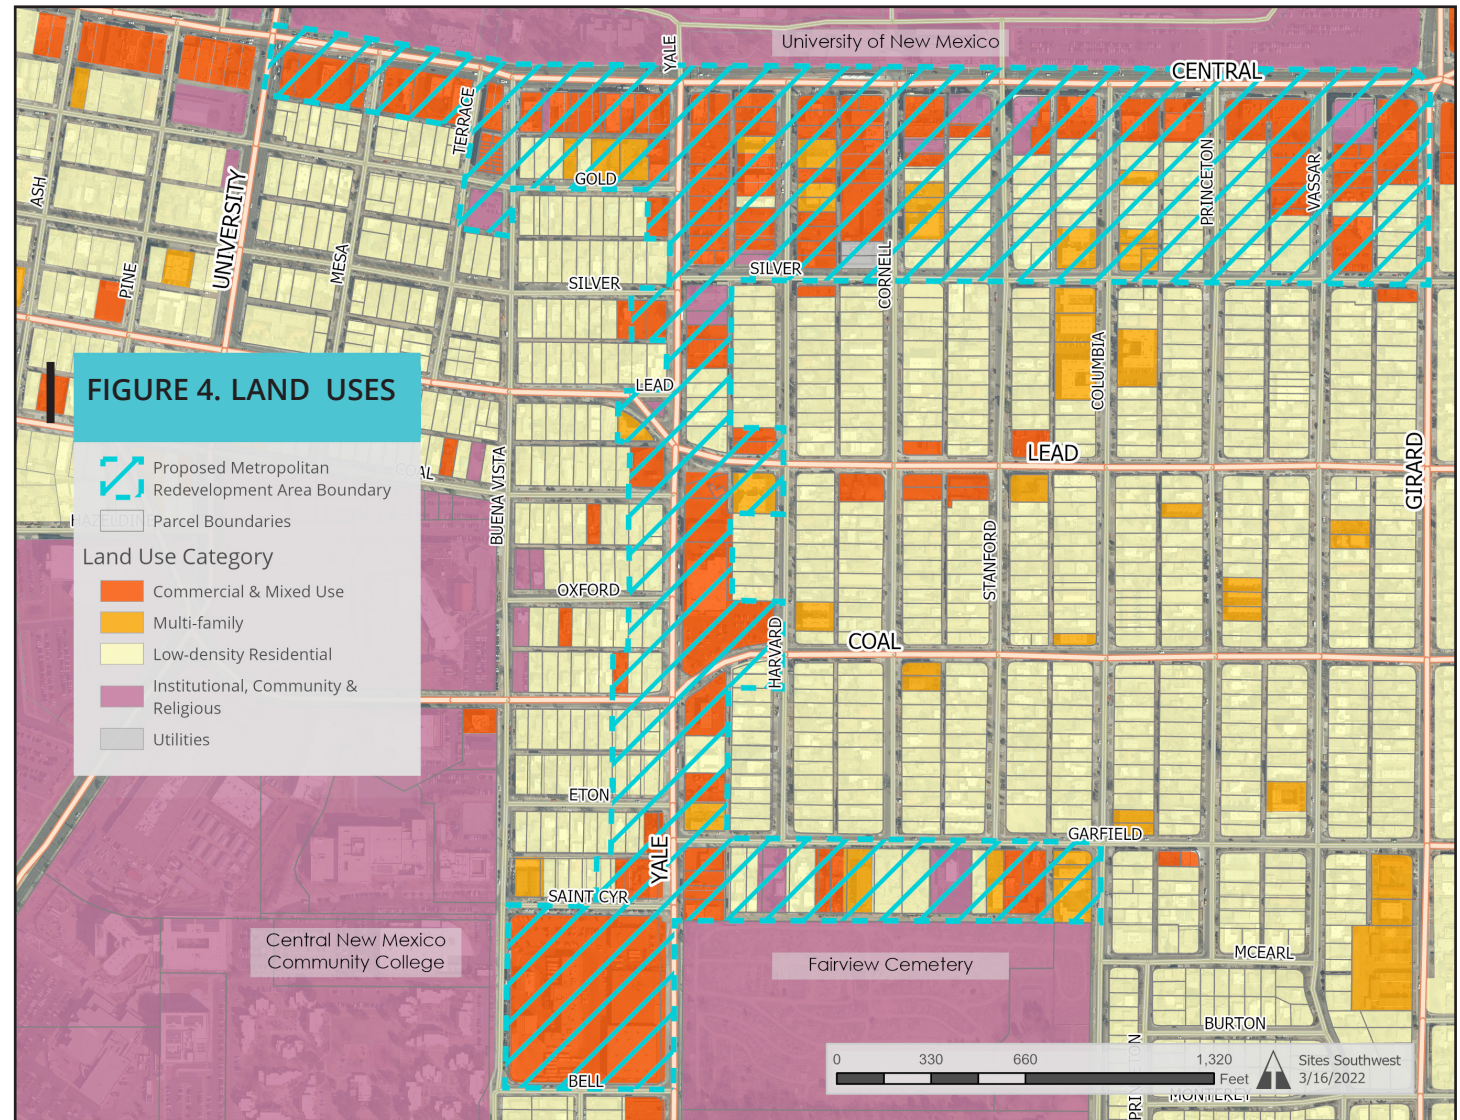 University of New Mexico
YALE
CENTRAL
TERRACE
GOLD
ASH
UNIVERSITY
PRINCETON
VASSAR
MESA
PINE
SILVER
SILVER
CORNELL
COLUMBIA
LEAD
FIGURE 4. LAND USES
Proposed Metropolitan
Redevelopment Area Boundary
Parcel Boundaries
Land Use Category
Commercial & Mixed Use
Multi-family
Low-density Residential
Institutional, Community &
Religious
Utilities
LEAD
GIRARD
BUENA VISTA
STANFORD
OXFORD
HARVARD
COAL
ETON
YALE
GARFIELD
SAINT CYR
Central New Mexico
Community College
Fairview Cemetery
MCEARL
BURTON
BELL
0 330 660 1,320
Feet
Sites Southwest
3/16/2022
MONTEREY